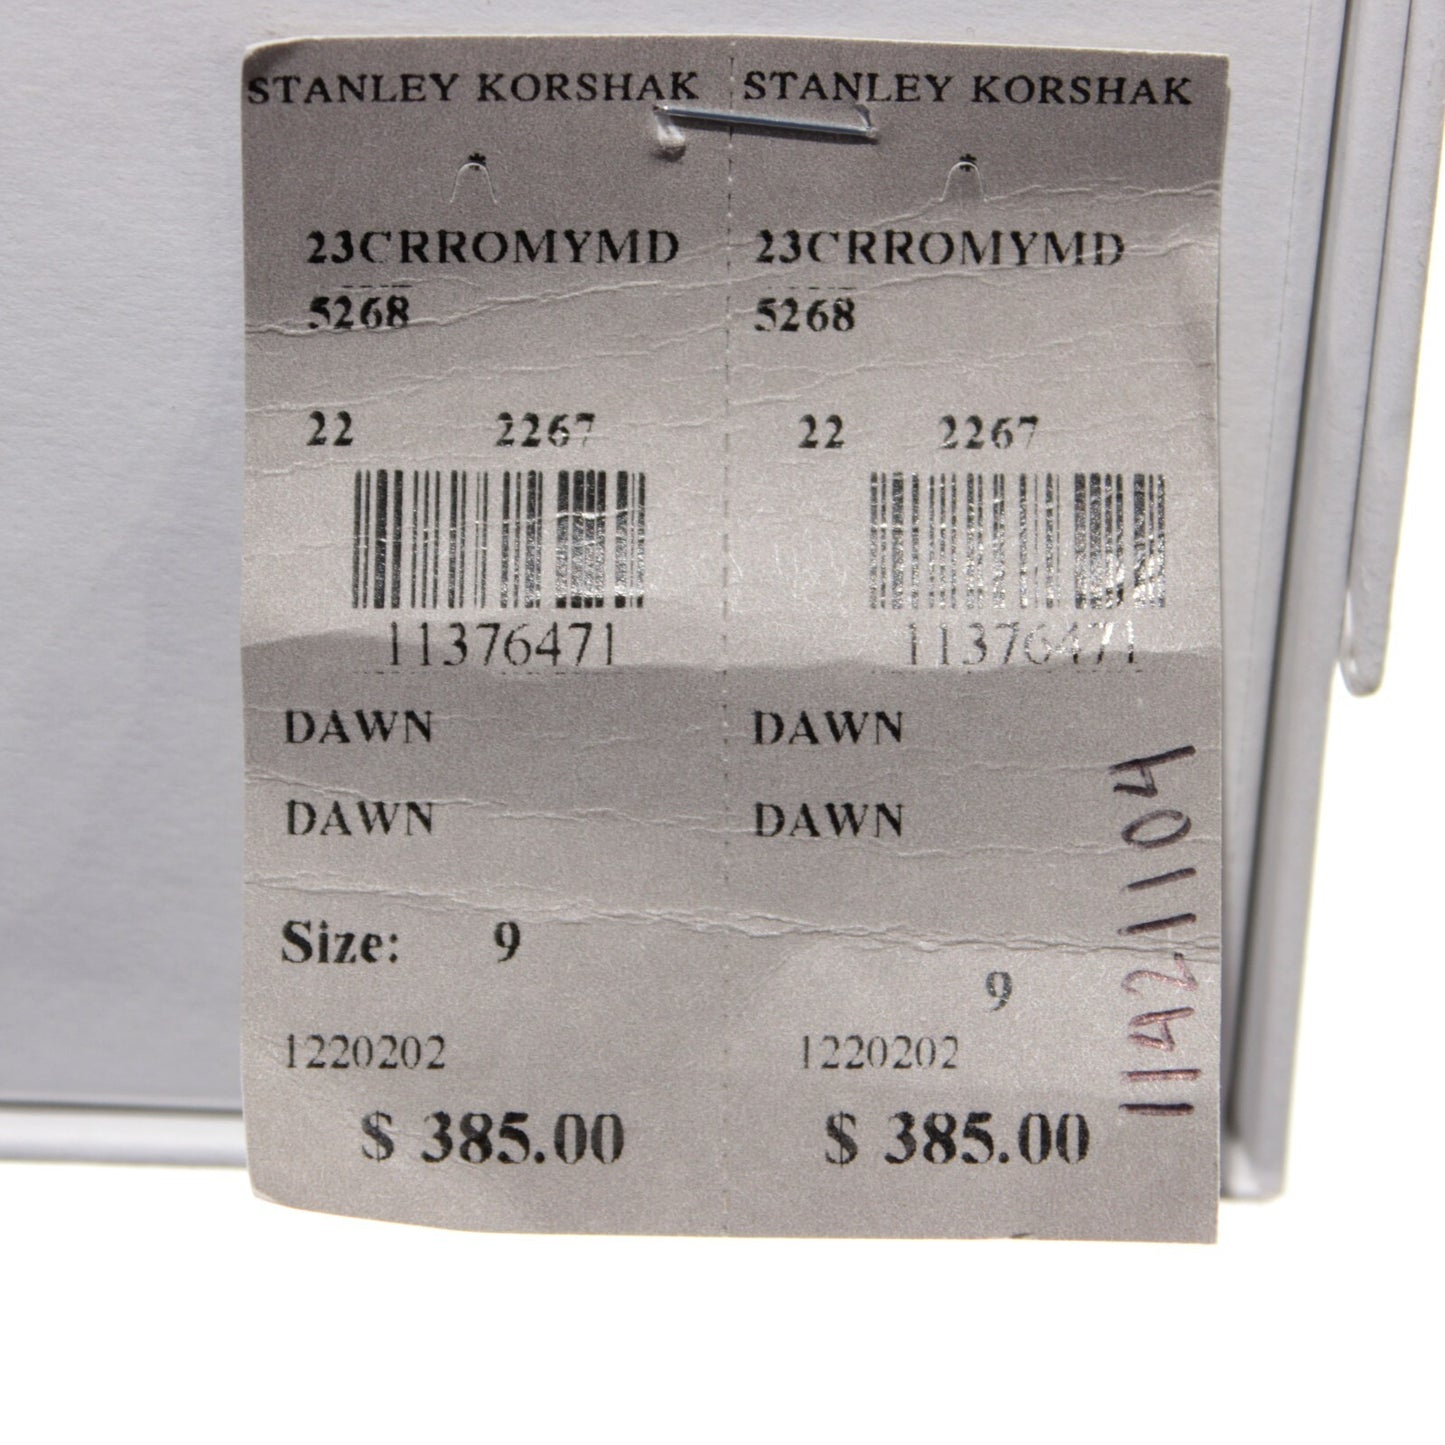 STANLEY KORSHAK
23CRROMYMD
5268
22 2267
11376471
DAWN
DAWN
Size: 9
1220202
$ 385.00
STANLEY KORSHAK
23CRROMYMD
5268
22 2267
11376471
DAWN
DAWN
9
1220202
$ 385.00
11A21104